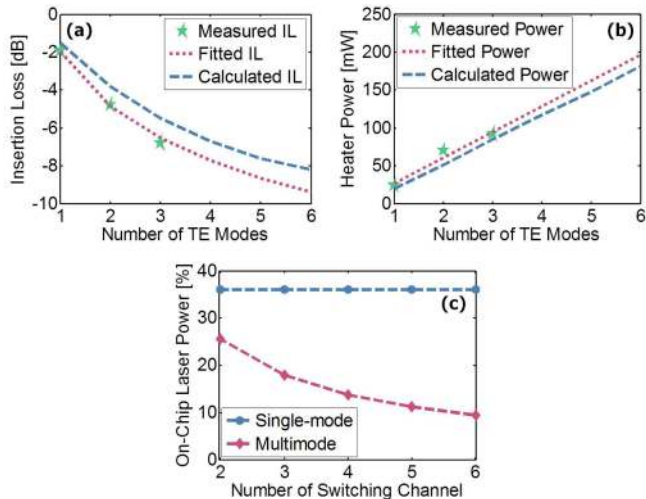 (a)
Measured IL
Fitted IL
Calculated IL
Insertion Loss [dB]
0
-2
-4
-6
-8
-10
1 2 3 4 5 6
Number of TE Modes
(b)
Measured Power
Fitted Power
Calculated Power
Heater Power [mW]
250
200
150
100
50
0
1 2 3 4 5 6
Number of TE Modes
(c)
On-Chip Laser Power [%]
40
30
20
10
0
Single-mode
Multimode
2 3 4 5 6
Number of Switching Channel